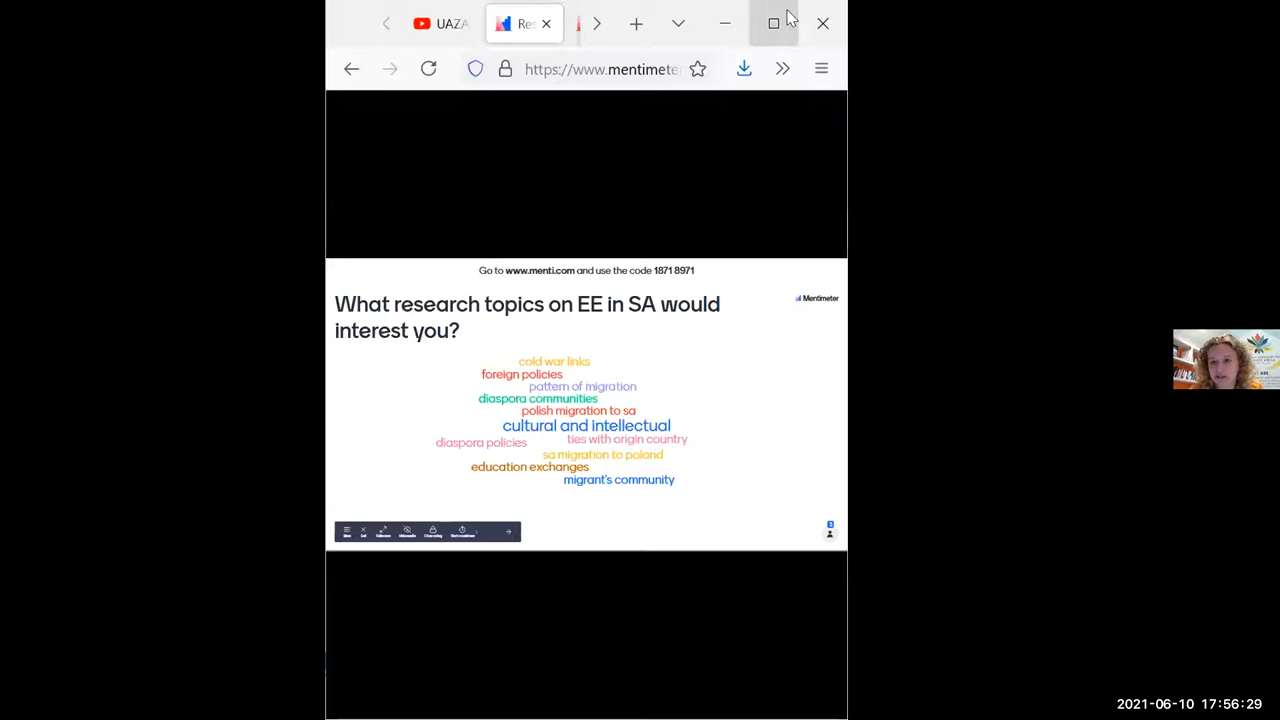 UAZA
Res
https://www.mentimete
Go to www.menti.com and use the code 1871 8971
What research topics on EE in SA would
interest you?
Mentimeter
cold war links
foreign policies
pattern of migration
diaspora communities
polish migration to sa
cultural and intellectual
ties with origin country
diaspora policies
sa migration to poland
education exchanges
migrant's community
2021-06-10 17:56:29